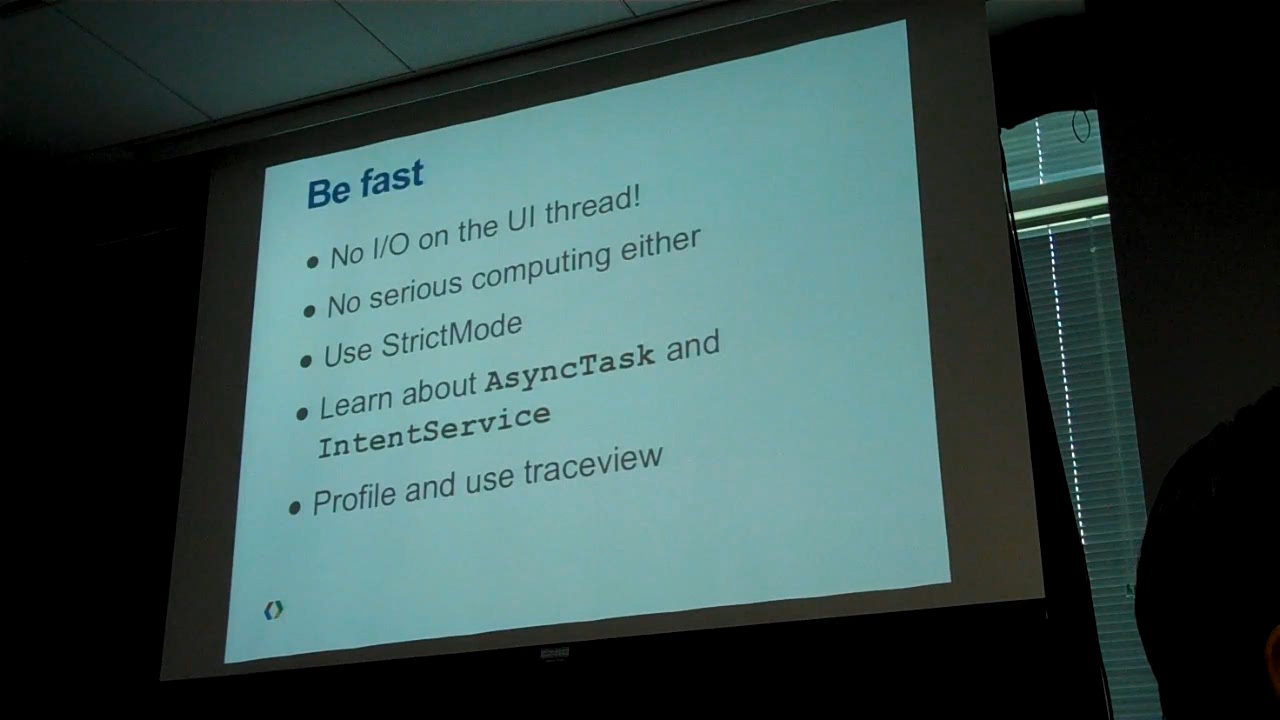 Be fast
● No I/O on the UI thread!
● No serious computing either
● Use StrictMode
● Learn about AsyncTask and
IntentService
● Profile and use traceview